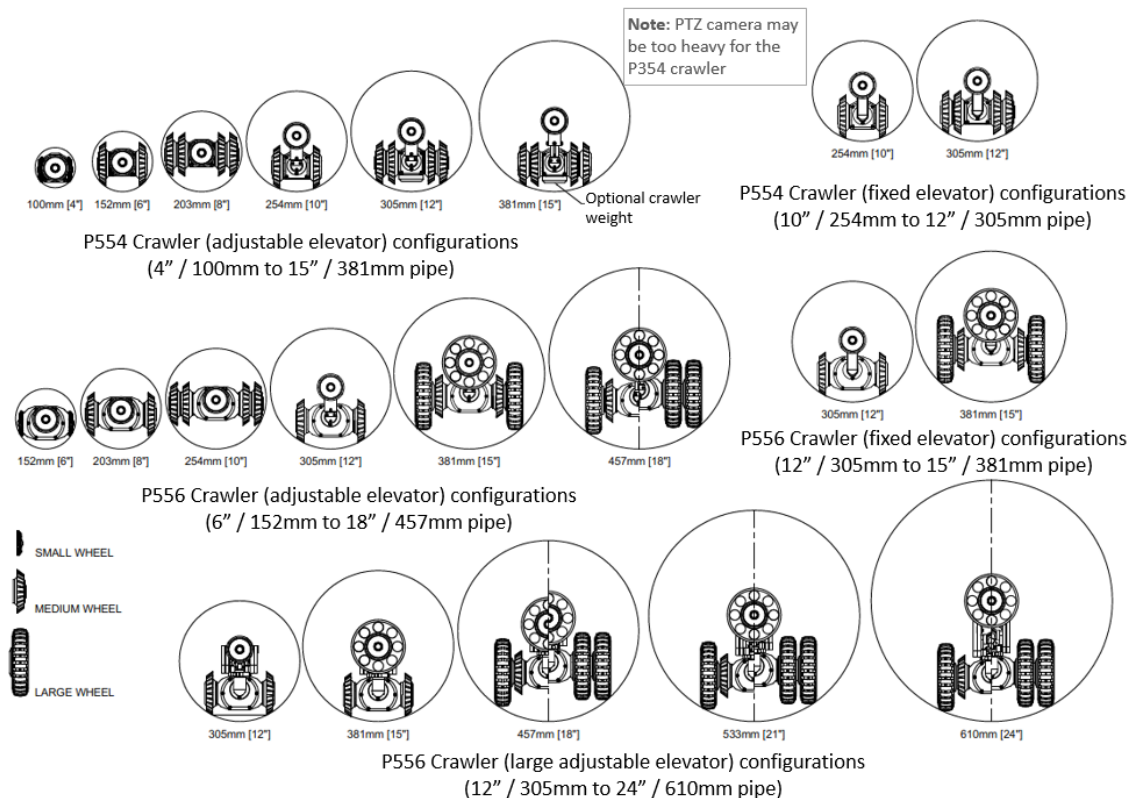 Note: PTZ camera may
be too heavy for the
P354 crawler
100mm [4"]
152mm [6"]
203mm [8"]
254mm [10"]
305mm [12"]
381mm [15"]
Optional crawler
weight
P554 Crawler (adjustable elevator) configurations
(4” / 100mm to 15” / 381mm pipe)
254mm [10"]
305mm [12"]
P554 Crawler (fixed elevator) configurations
(10” / 254mm to 12” / 305mm pipe)
152mm [6"]
203mm [8"]
254mm [10"]
305mm [12"]
381mm [15"]
457mm [18"]
P556 Crawler (adjustable elevator) configurations
(6” / 152mm to 18” / 457mm pipe)
305mm [12"]
381mm [15"]
P556 Crawler (fixed elevator) configurations
(12” / 305mm to 15” / 381mm pipe)
SMALL WHEEL
MEDIUM WHEEL
LARGE WHEEL
305mm [12"]
381mm [15"]
457mm [18"]
533mm [21"]
610mm [24"]
P556 Crawler (large adjustable elevator) configurations
(12” / 305mm to 24” / 610mm pipe)